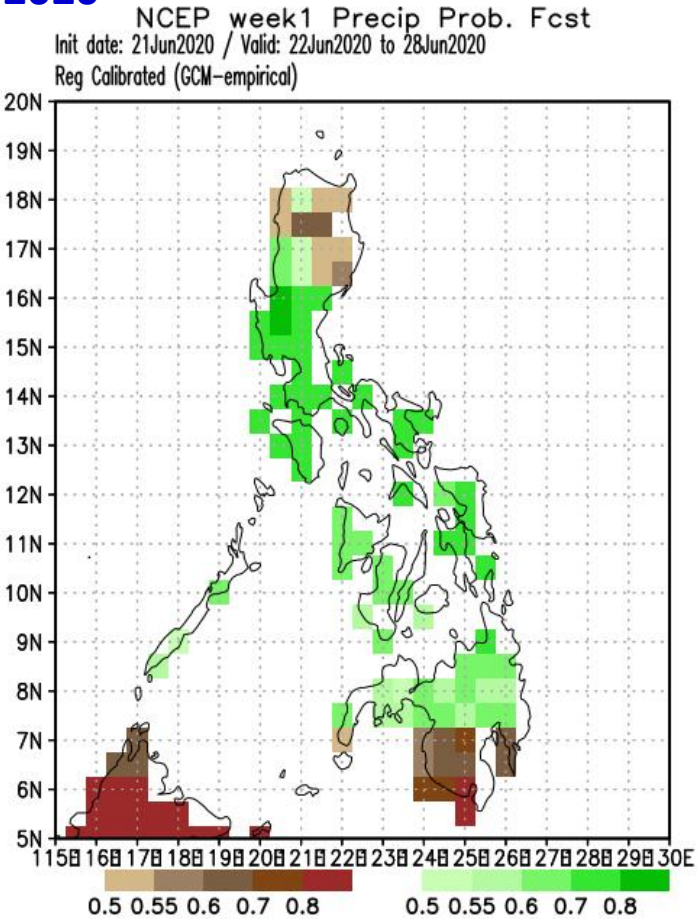 2020
NCEP week1 Precip Prob. Fcst
Init date: 21Jun2020 / Valid: 22Jun2020 to 28Jun2020
Reg Calibrated (GCM-empirical)
20N
19N
18N
17N
16N
15N
14N
13N
12N
11N
10N
9N
8N
7N
6N
5N
115E 116E 117E 118E 119E 120E 121E 122E 123E 124E 125E 126E 127E 128E 129E 130E
0.5 0.55 0.6 0.7 0.8 0.5 0.55 0.6 0.7 0.8